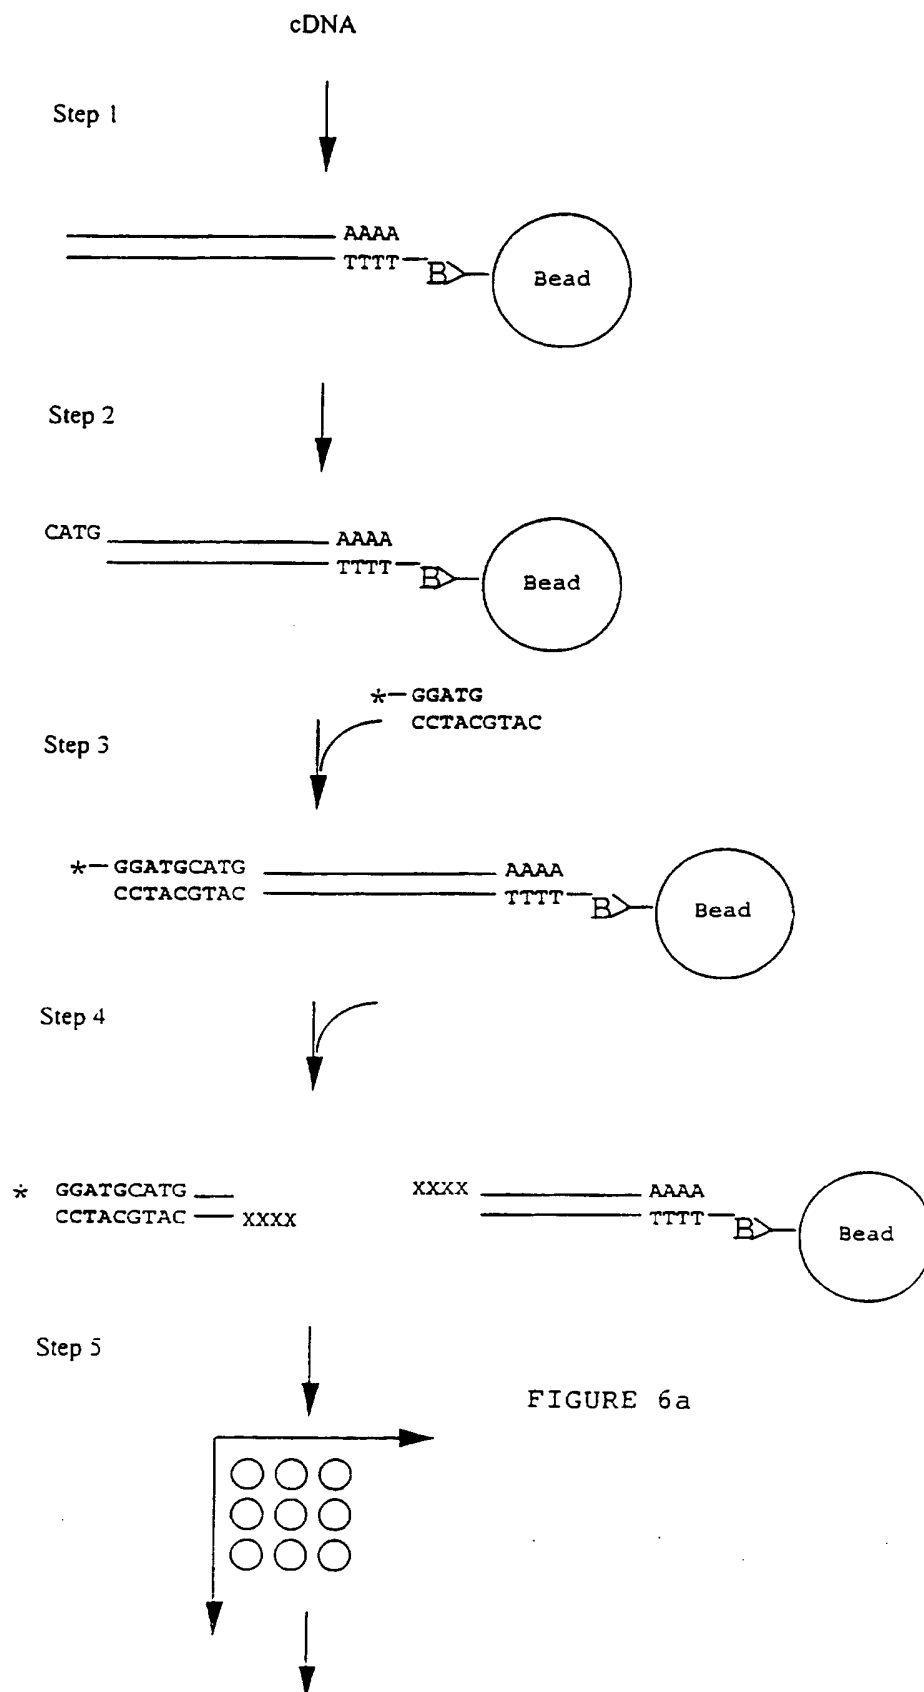 cDNA
Step 1
AAAA
TTTT
B
Bead
Step 2
CATG
AAAA
TTTT
B
Bead
*—GGATG
CCTACGTAC
Step 3
*—GGATGCATG
AAAA
CCTACGTAC
TTTT
B
Bead
Step 4
* GGATGCATG
CCTACGTAC
XXXX
XXXX
AAAA
TTTT
B
Bead
Step 5
FIGURE 6a